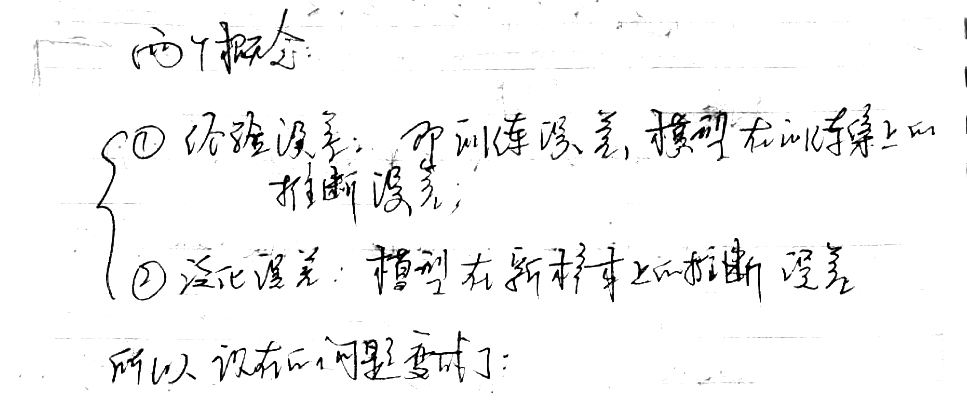 两个概念:
① 经验误差: 即训练误差, 模型在训练集上的
推断误差;
② 泛化误差: 模型在新样本上的推断误差
所以现在的问题变成了: